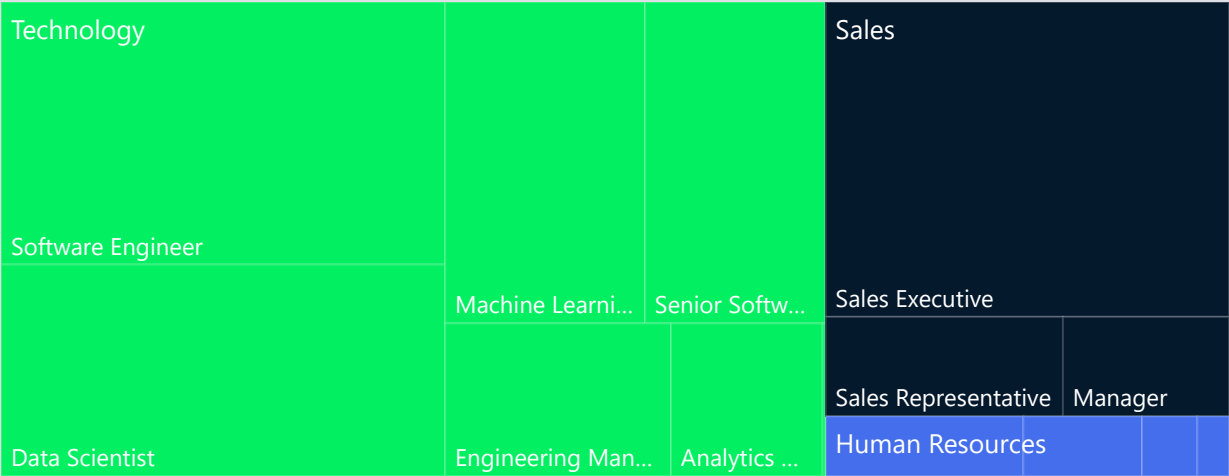 Technology
Software Engineer
Data Scientist
Machine Learni...
Senior Softw...
Engineering Man...
Analytics ...
Sales
Sales Executive
Sales Representative
Manager
Human Resources